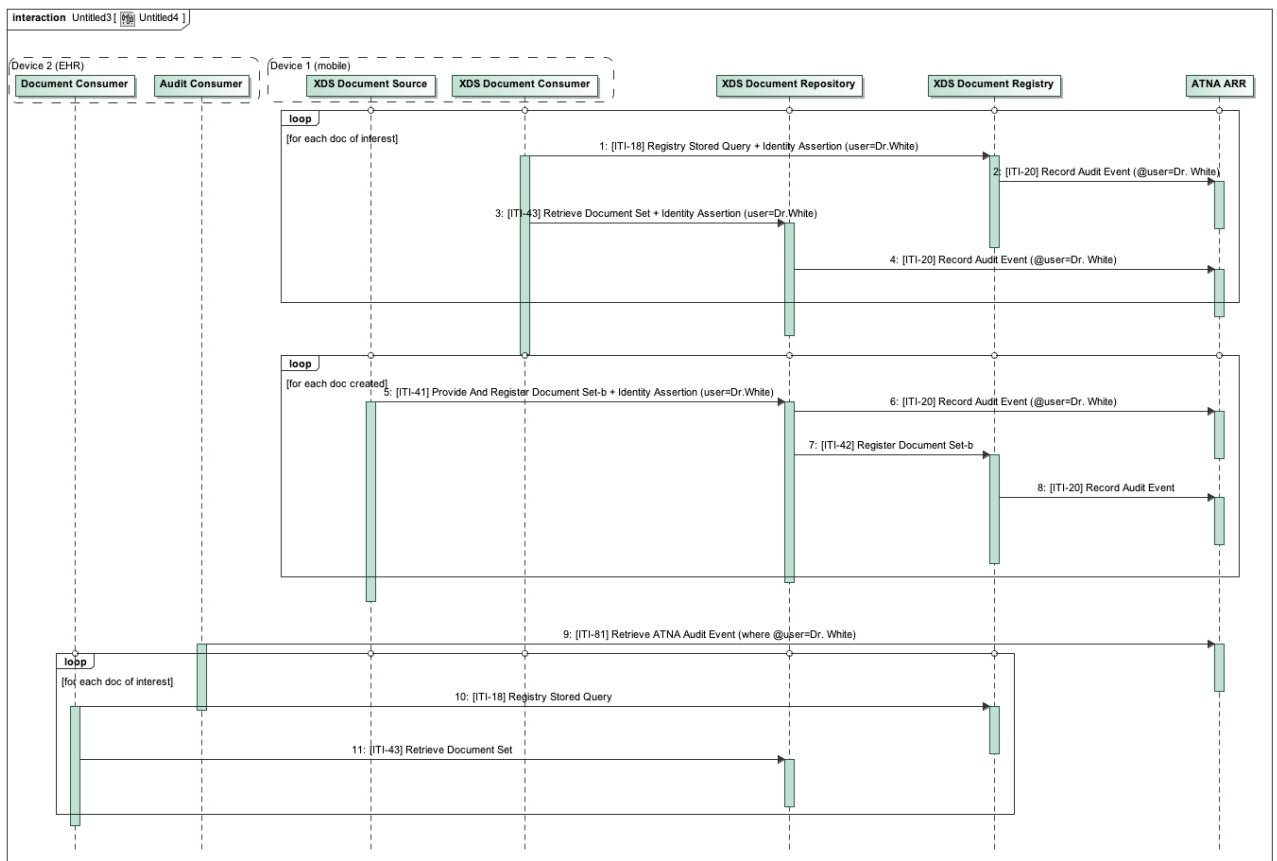 interaction Untitled3 [ Untitled4 ]
Device 2 (EHR)
Device 1 (mobile)
Document Consumer
Audit Consumer
XDS Document Source
XDS Document Consumer
XDS Document Repository
XDS Document Registry
ATNA ARR
loop
[for each doc of interest]
1: [ITI-18] Registry Stored Query + Identity Assertion (user=Dr.White)
2: [ITI-20] Record Audit Event (@user=Dr. White)
3: [ITI-43] Retrieve Document Set + Identity Assertion (user=Dr.White)
4: [ITI-20] Record Audit Event (@user=Dr. White)
loop
[for each doc created]
5: [ITI-41] Provide And Register Document Set-b + Identity Assertion (user=Dr.White)
6: [ITI-20] Record Audit Event (@user=Dr. White)
7: [ITI-42] Register Document Set-b
8: [ITI-20] Record Audit Event
9: [ITI-81] Retrieve ATNA Audit Event (where @user=Dr. White)
loop
[for each doc of interest]
10: [ITI-18] Registry Stored Query
11: [ITI-43] Retrieve Document Set